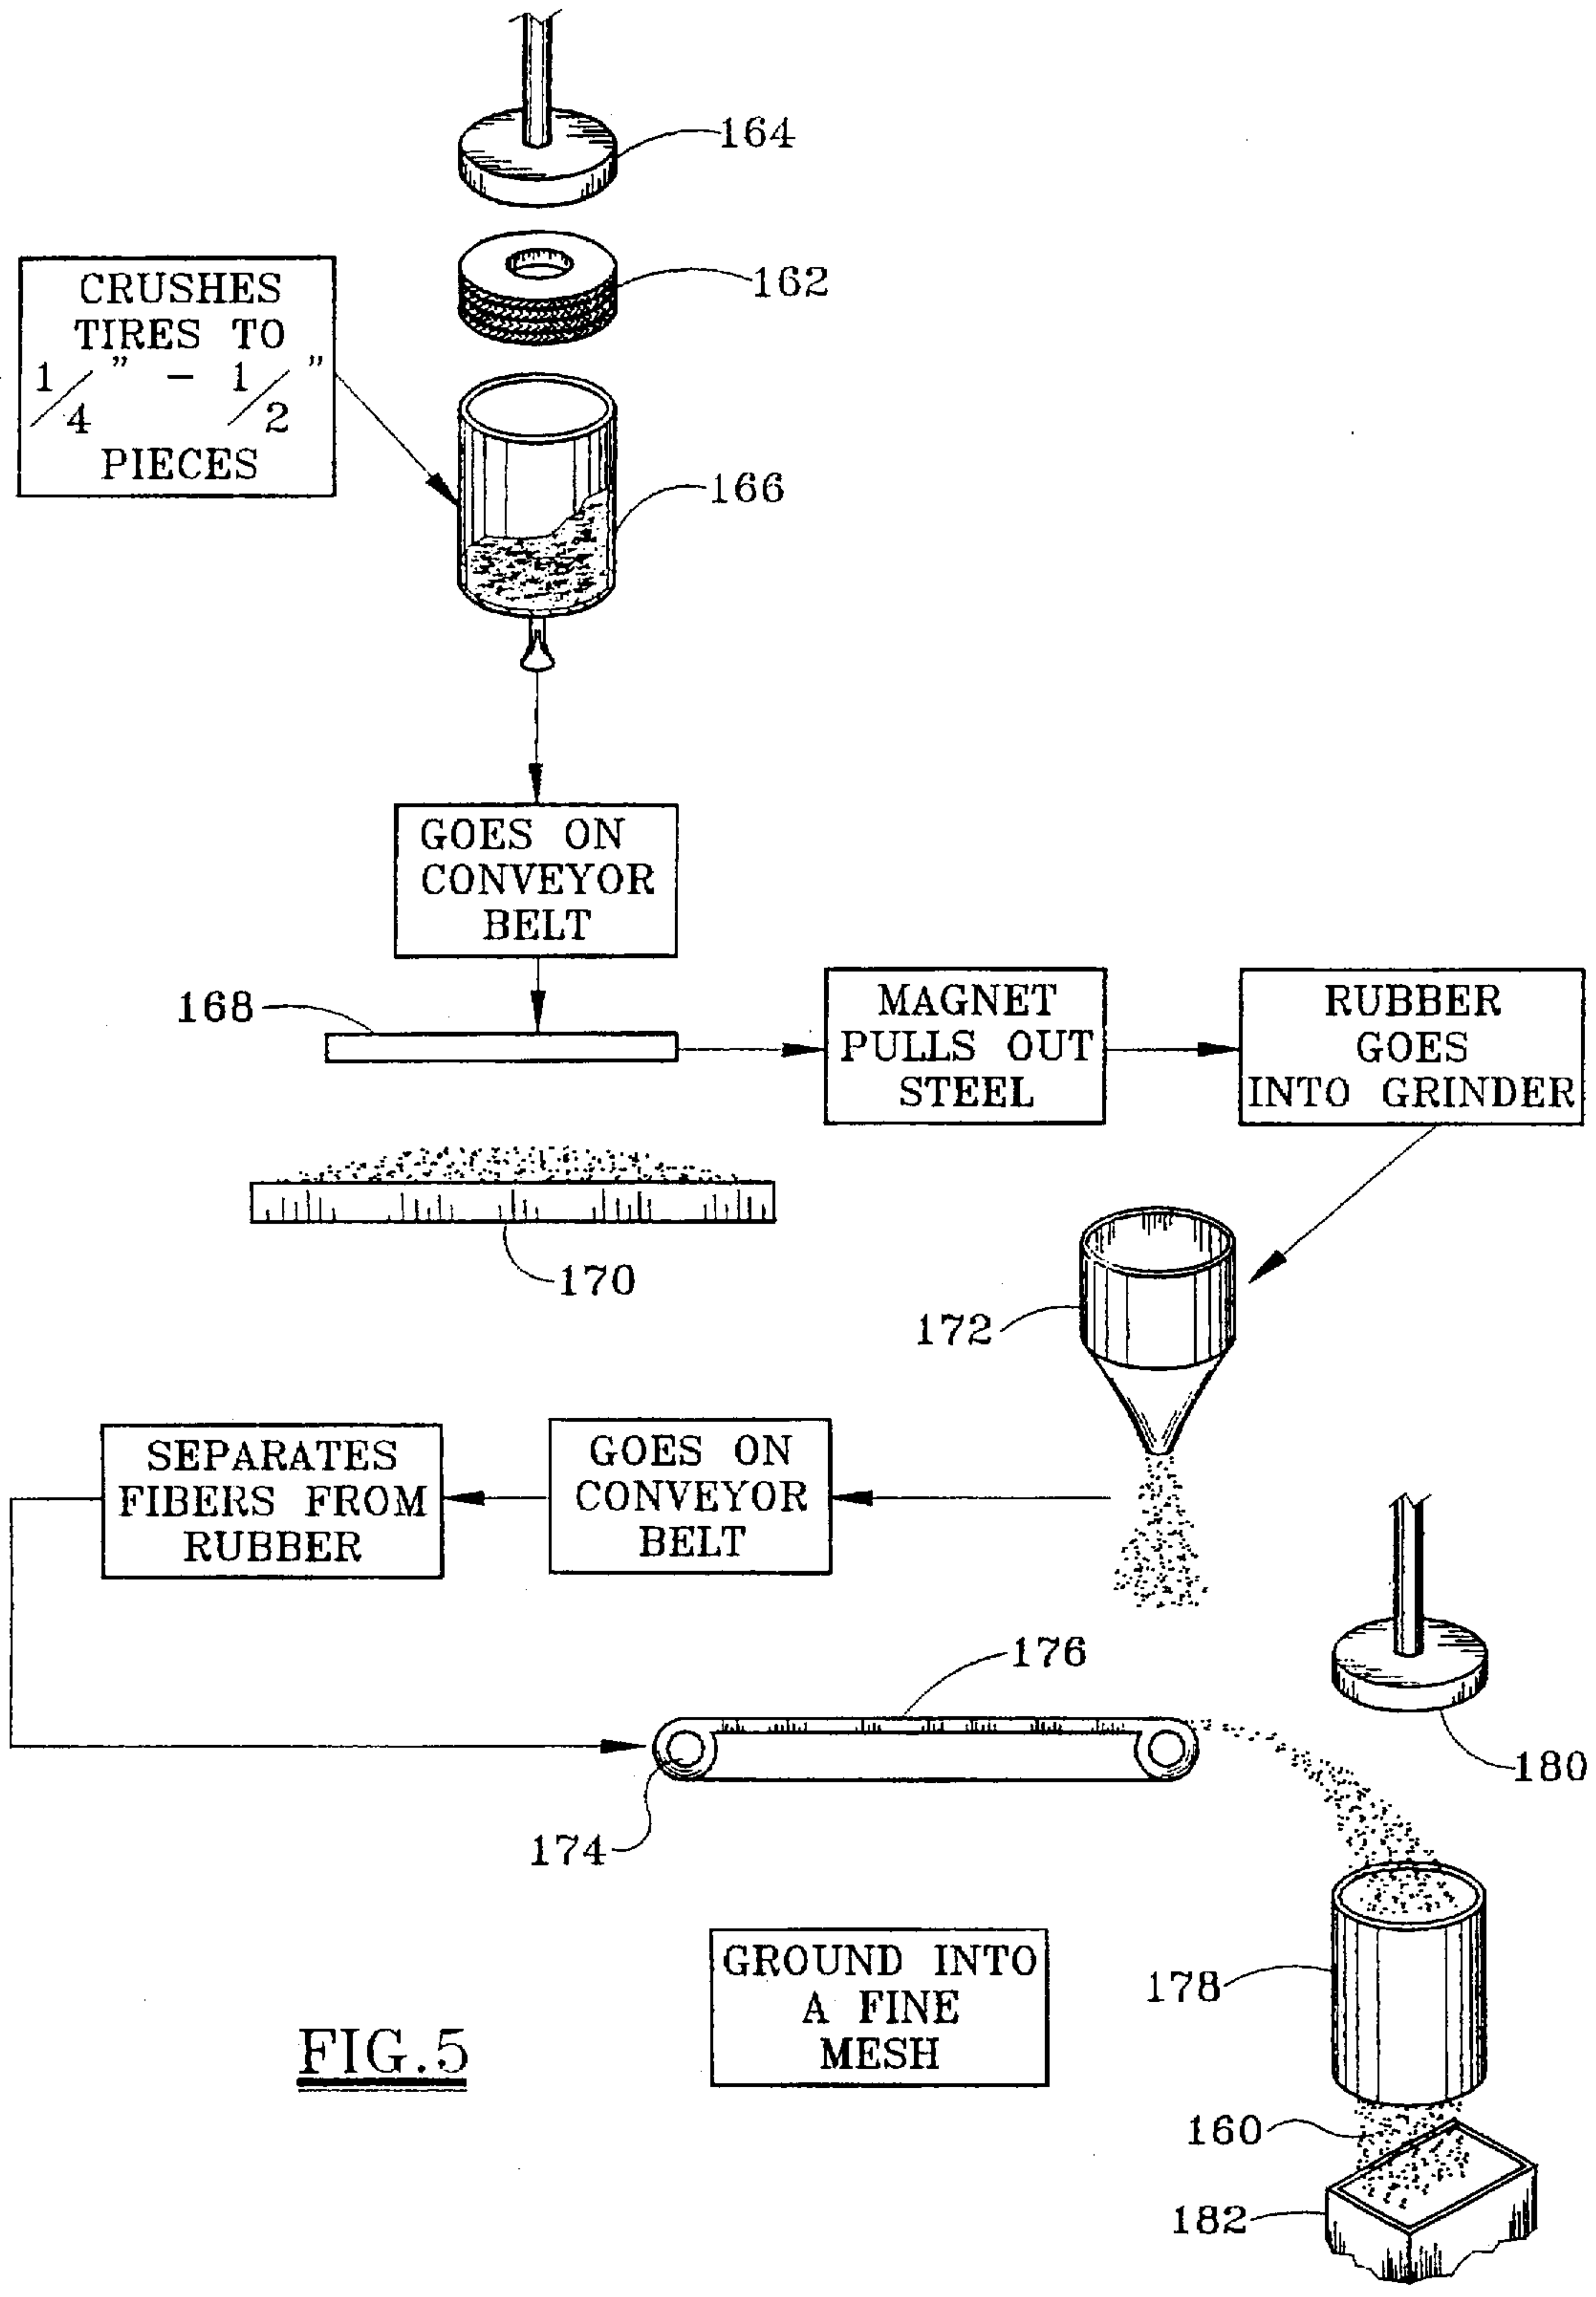 164
162
CRUSHES
TIRES TO
1/4" - 1/2"
PIECES
166
GOES ON
CONVEYOR
BELT
168
MAGNET
PULLS OUT
STEEL
RUBBER
GOES
INTO GRINDER
170
172
SEPARATES
FIBERS FROM
RUBBER
GOES ON
CONVEYOR
BELT
176
180
174
GROUND INTO
A FINE
MESH
178
FIG.5
160
182